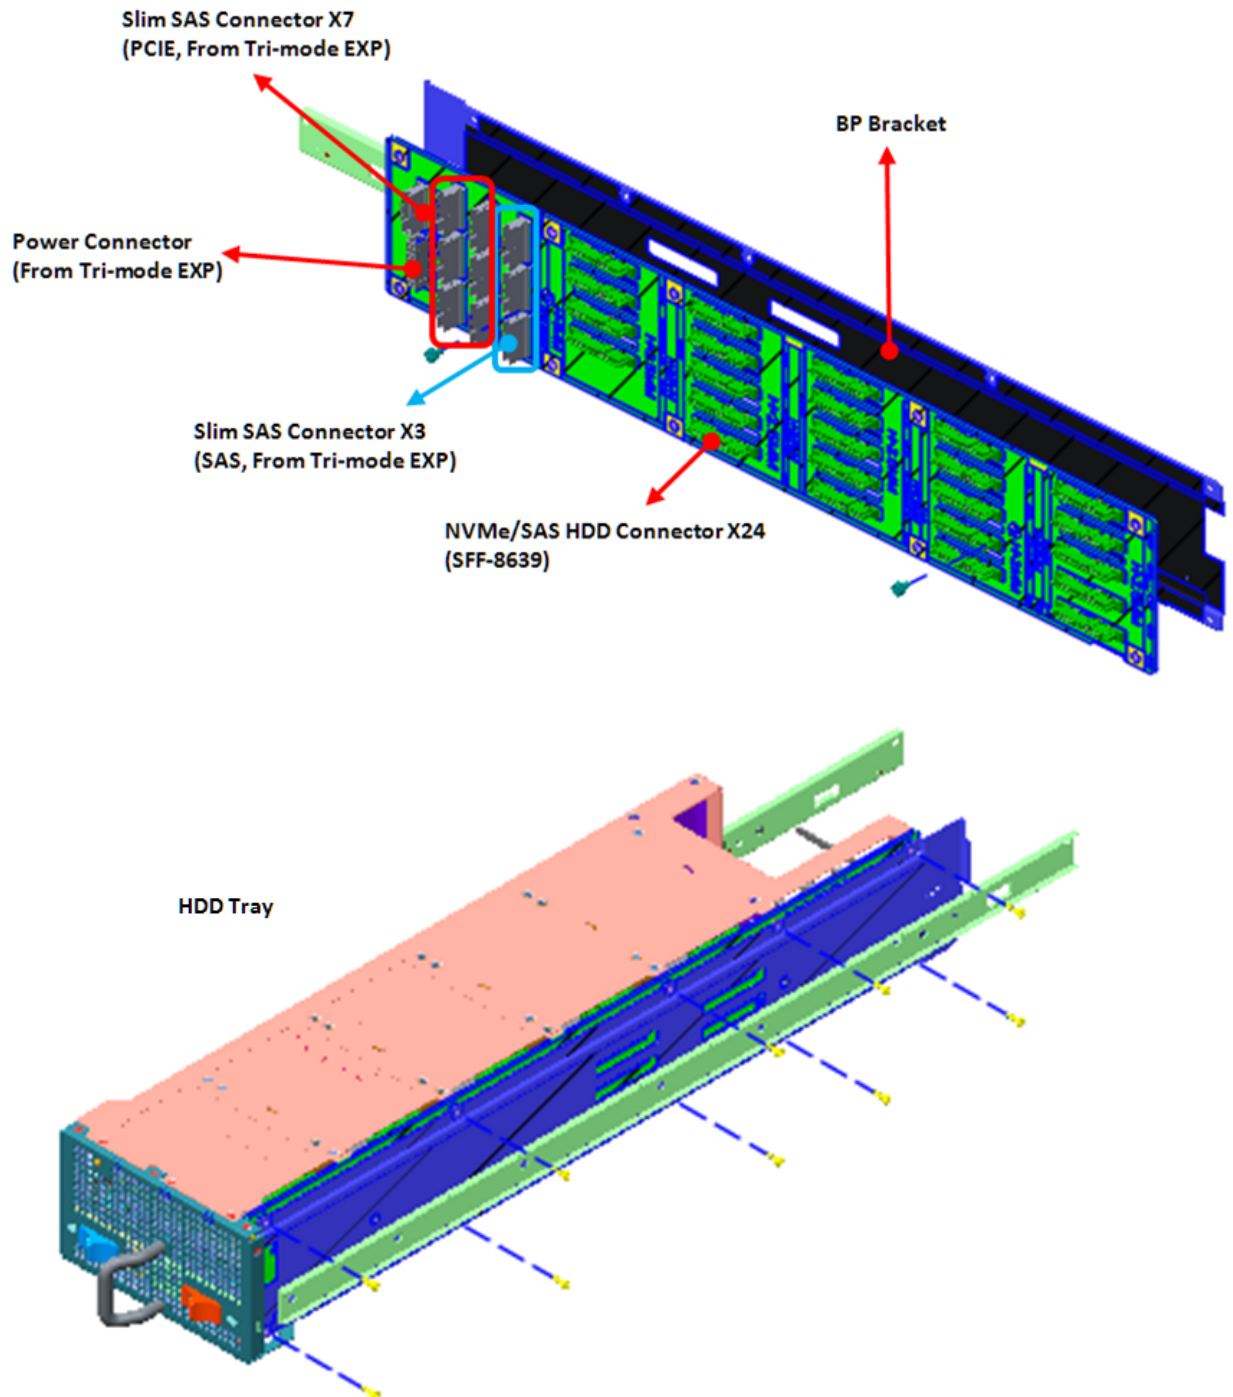 Slim SAS Connector X7
(PCIE, From Tri-mode EXP)
BP Bracket
Power Connector
(From Tri-mode EXP)
Slim SAS Connector X3
(SAS, From Tri-mode EXP)
NVMe/SAS HDD Connector X24
(SFF-8639)
HDD Tray